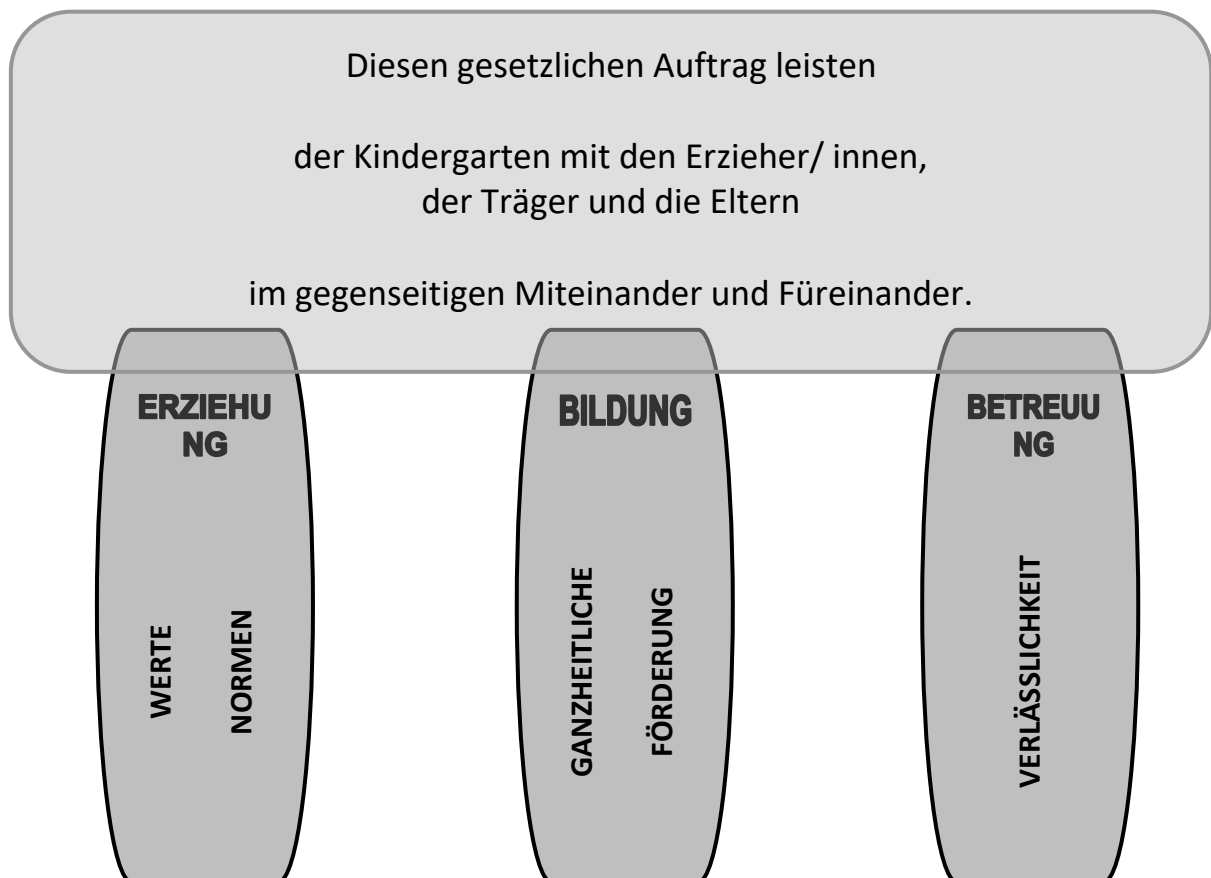 Diesen gesetzlichen Auftrag leisten
der Kindergarten mit den Erzieher/ innen,
der Träger und die Eltern
im gegenseitigen Miteinander und Füreinander.
ERZIEHU
NG
WERTE
NORMEN
BILDUNG
GANZHEITLICHE
FÖRDERUNG
BETREUU
NG
VERLÄSSLICHKEIT